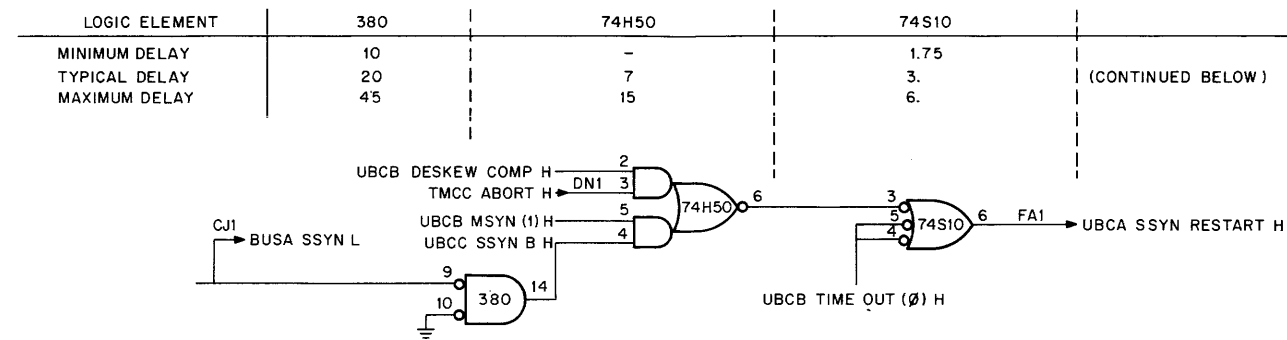 LOGIC ELEMENT 380 74H50 74S10
MINIMUM DELAY 10 - 1.75
TYPICAL DELAY 20 7 3. (CONTINUED BELOW)
MAXIMUM DELAY 45 15 6.
UBCB DESKEW COMP H 2
TMCC ABORT H DN1 3
74H50 6
UBCB MSYN (1) H 5
UBCC SSYN B H 4
3
5 74S10 6 FA1 UBCA SSYN RESTART H
4
CJ1
BUSA SSYN L
9
380 14
10
UBCB TIME OUT (Ø) H